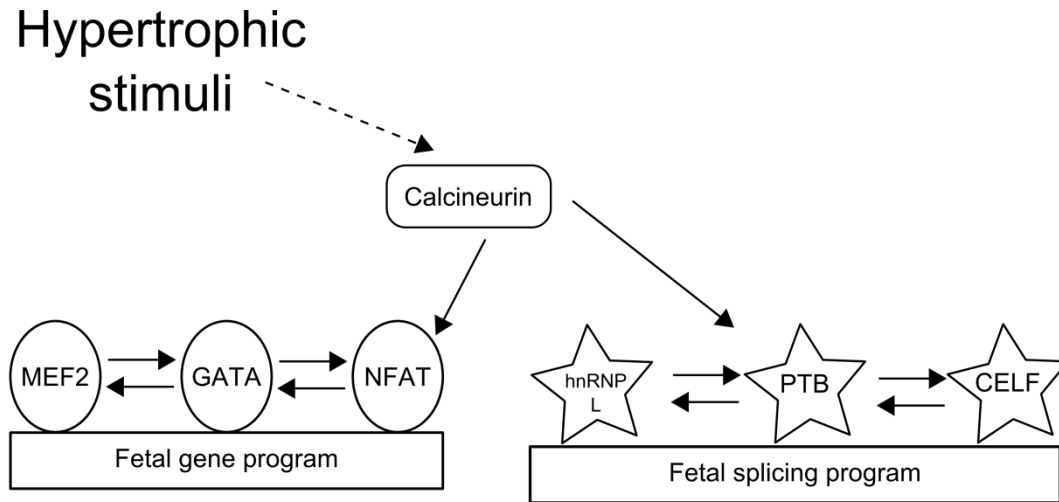 Hypertrophic
stimuli
Calcineurin
MEF2
GATA
NFAT
hnRNP
L
PTB
CELF
Fetal gene program
Fetal splicing program